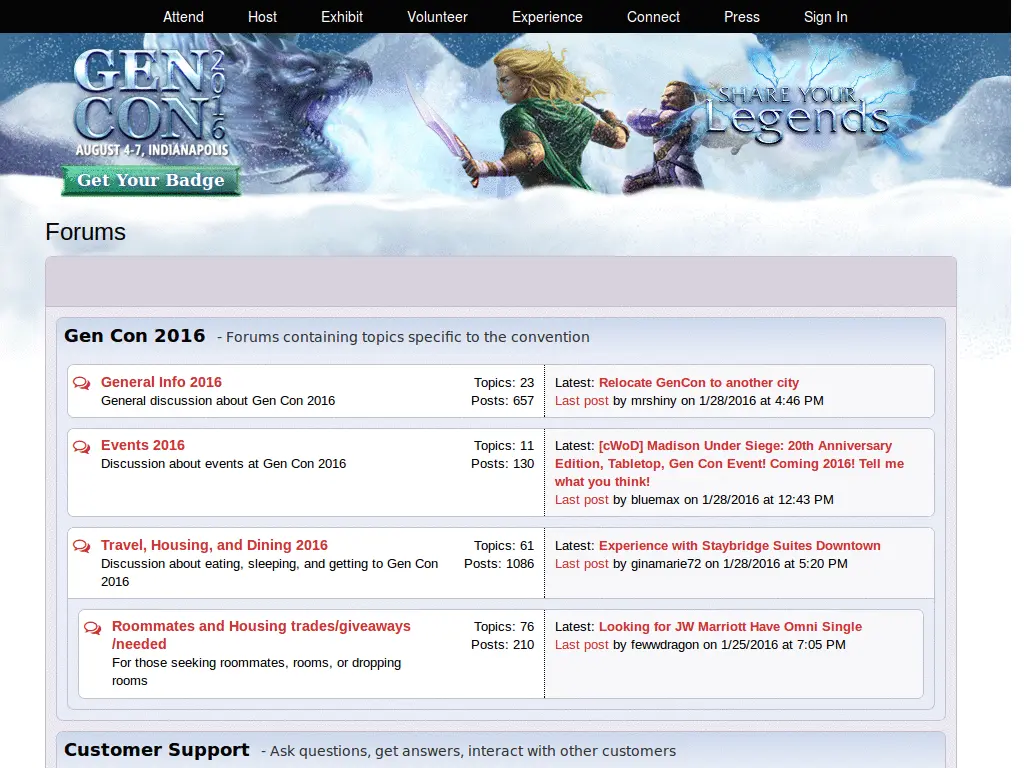 Attend Host Exhibit Volunteer Experience Connect Press Sign In
GEN 2016
CON
AUGUST 4-7, INDIANAPOLIS
SHARE YOUR
Legends
Get Your Badge
Forums
Gen Con 2016 - Forums containing topics specific to the convention
General Info 2016 Topics: 23 Latest: Relocate GenCon to another city
General discussion about Gen Con 2016 Posts: 657 Last post by mrshiny on 1/28/2016 at 4:46 PM
Events 2016 Topics: 11 Latest: [cWoD] Madison Under Siege: 20th Anniversary
Discussion about events at Gen Con 2016 Posts: 130 Edition, Tabletop, Gen Con Event! Coming 2016! Tell me
what you think!
Last post by bluemax on 1/28/2016 at 12:43 PM
Travel, Housing, and Dining 2016 Topics: 61 Latest: Experience with Staybridge Suites Downtown
Discussion about eating, sleeping, and getting to Gen Con Posts: 1086 Last post by ginamarie72 on 1/28/2016 at 5:20 PM
2016
Roommates and Housing trades/giveaways Topics: 76 Latest: Looking for JW Marriott Have Omni Single
/needed Posts: 210 Last post by fewwdragon on 1/25/2016 at 7:05 PM
For those seeking roommates, rooms, or dropping
rooms
Customer Support - Ask questions, get answers, interact with other customers